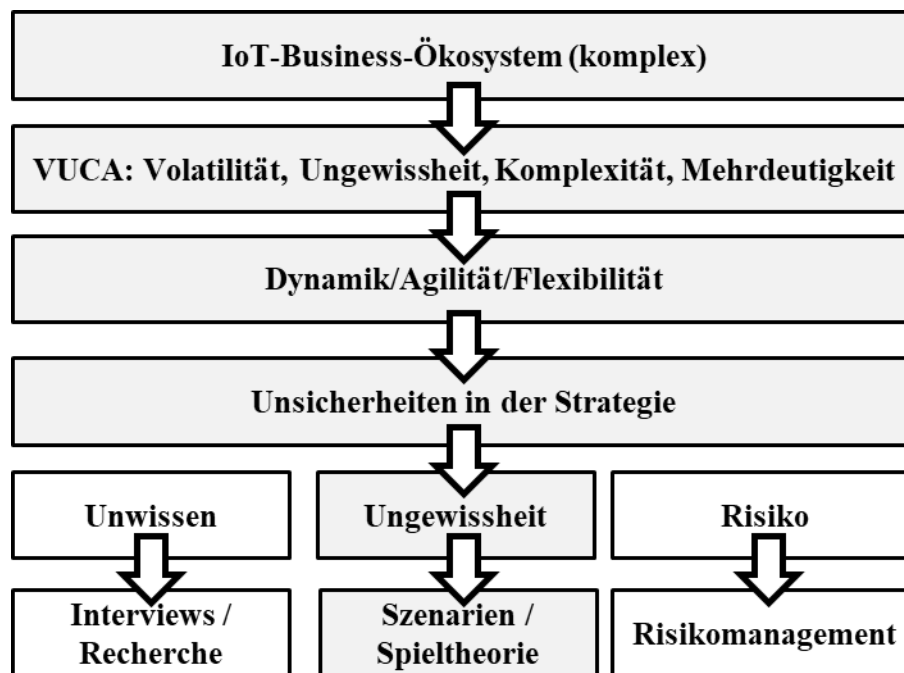 IoT-Business-Ökosystem (komplex)
VUCA: Volatilität, Ungewissheit, Komplexität, Mehrdeutigkeit
Dynamik/Agilität/Flexibilität
Unsicherheiten in der Strategie
Unwissen
Ungewissheit
Risiko
Interviews /
Recherche
Szenarien /
Spieltheorie
Risikomanagement